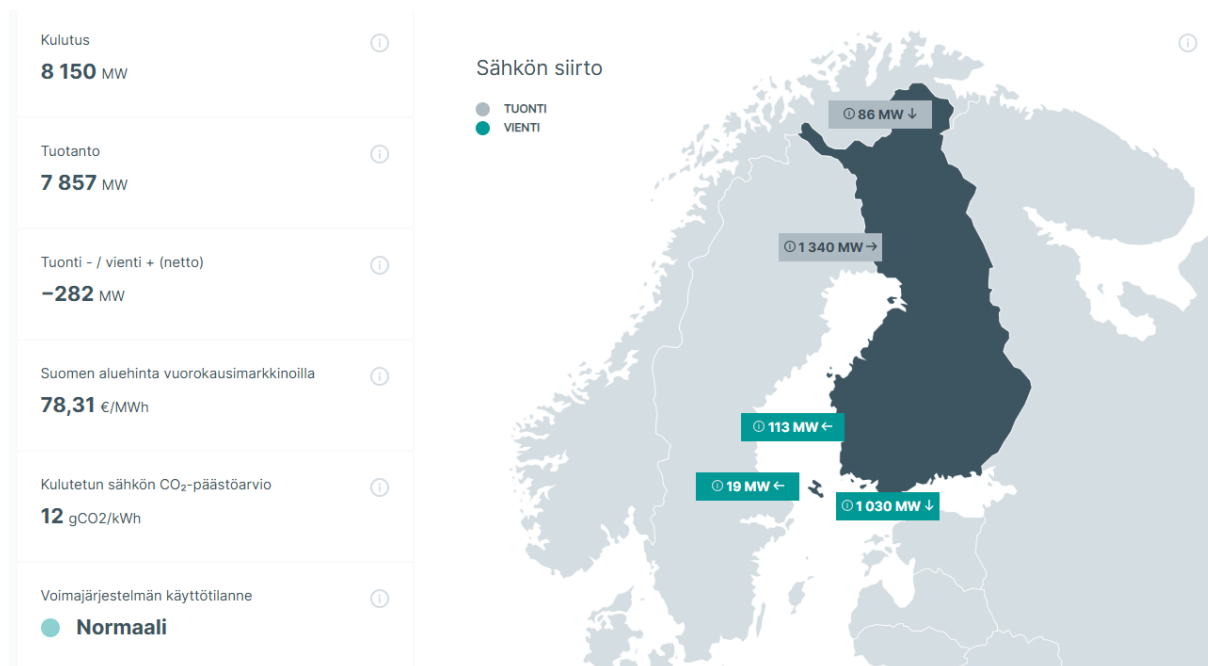 Kulutus
8 150 MW
Tuotanto
7 857 MW
Tuonti - / vienti + (netto)
−282 MW
Suomen aluehinta vuorokausimarkkinoilla
78,31 €/MWh
Kulutetun sähkön CO₂-päästöarvio
12 gCO2/kWh
Voimajärjestelmän käyttötilanne
Normaali
Sähkön siirto
TUONTI
VIENTI
86 MW ↓
1 340 MW →
113 MW ←
19 MW ←
1 030 MW ↓